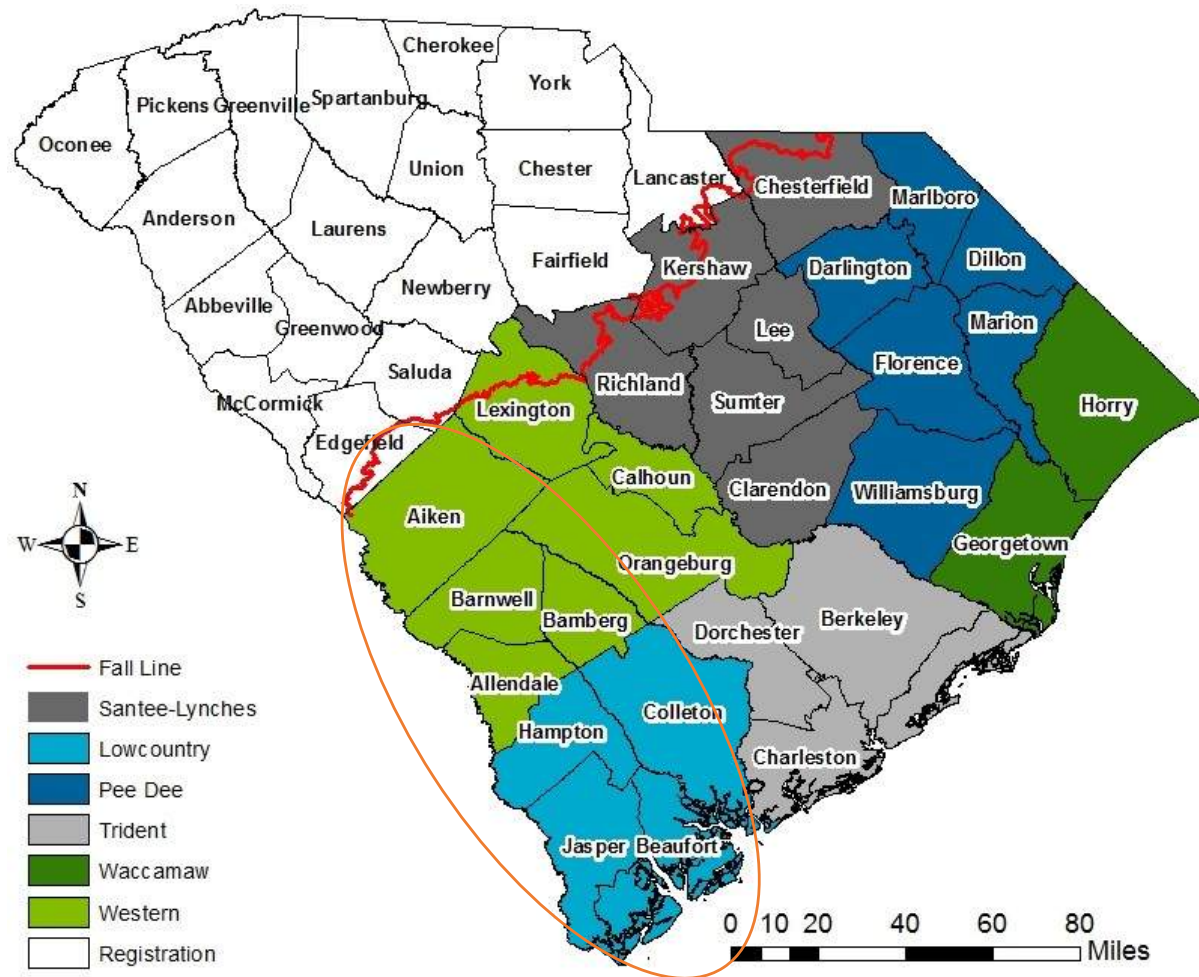 Cherokee
York
Pickens
Greenville
Spartanburg
Oconee
Union
Chester
Lancaster
Chesterfield
Marlboro
Anderson
Laurens
Fairfield
Kershaw
Darlington
Dillon
Newberry
Abbeville
Greenwood
Lee
Marion
Saluda
Florence
McCormick
Richland
Sumter
Horry
Lexington
Edgefield
Calhoun
Clarendon
Williamsburg
Aiken
Georgetown
Orangeburg
Barnwell
Bamberg
Berkeley
Dorchester
Allendale
Colleton
Hampton
Charleston
Jasper
Beaufort
N
W
E
S
Fall Line
Santee-Lynches
Lowcountry
Pee Dee
Trident
Waccamaw
Western
Registration
0 10 20 40 60 80
Miles